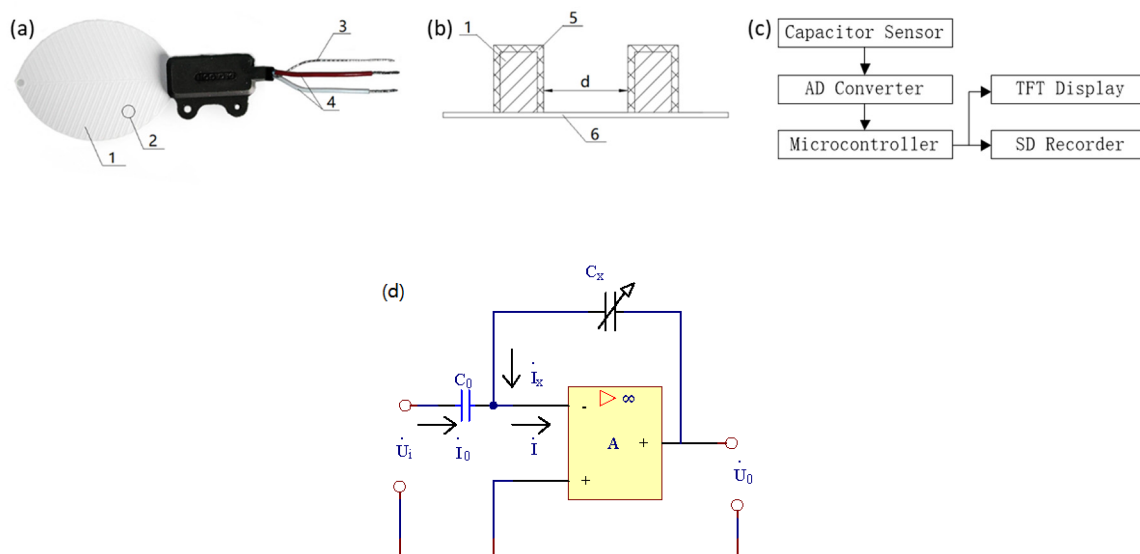 (a)
3
4
2
1
(b)
1
5
d
6
(c)
Capacitor Sensor
AD Converter
TFT Display
Microcontroller
SD Recorder
(d)
Cx
C0
İx
U̇i
İ0
İ
-
∞
A
+
+
U̇0